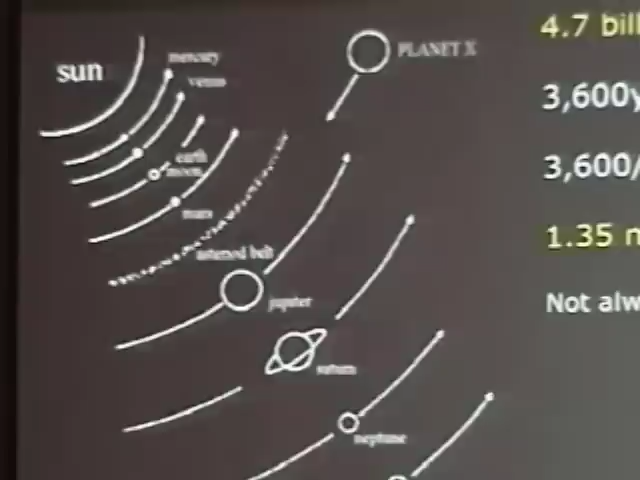 sun
mercury
venus
PLANET X
earth
moon
mars
asteroid belt
jupiter
saturn
neptune
4.7 bill
3,600y
3,600/
1.35 m
Not alw